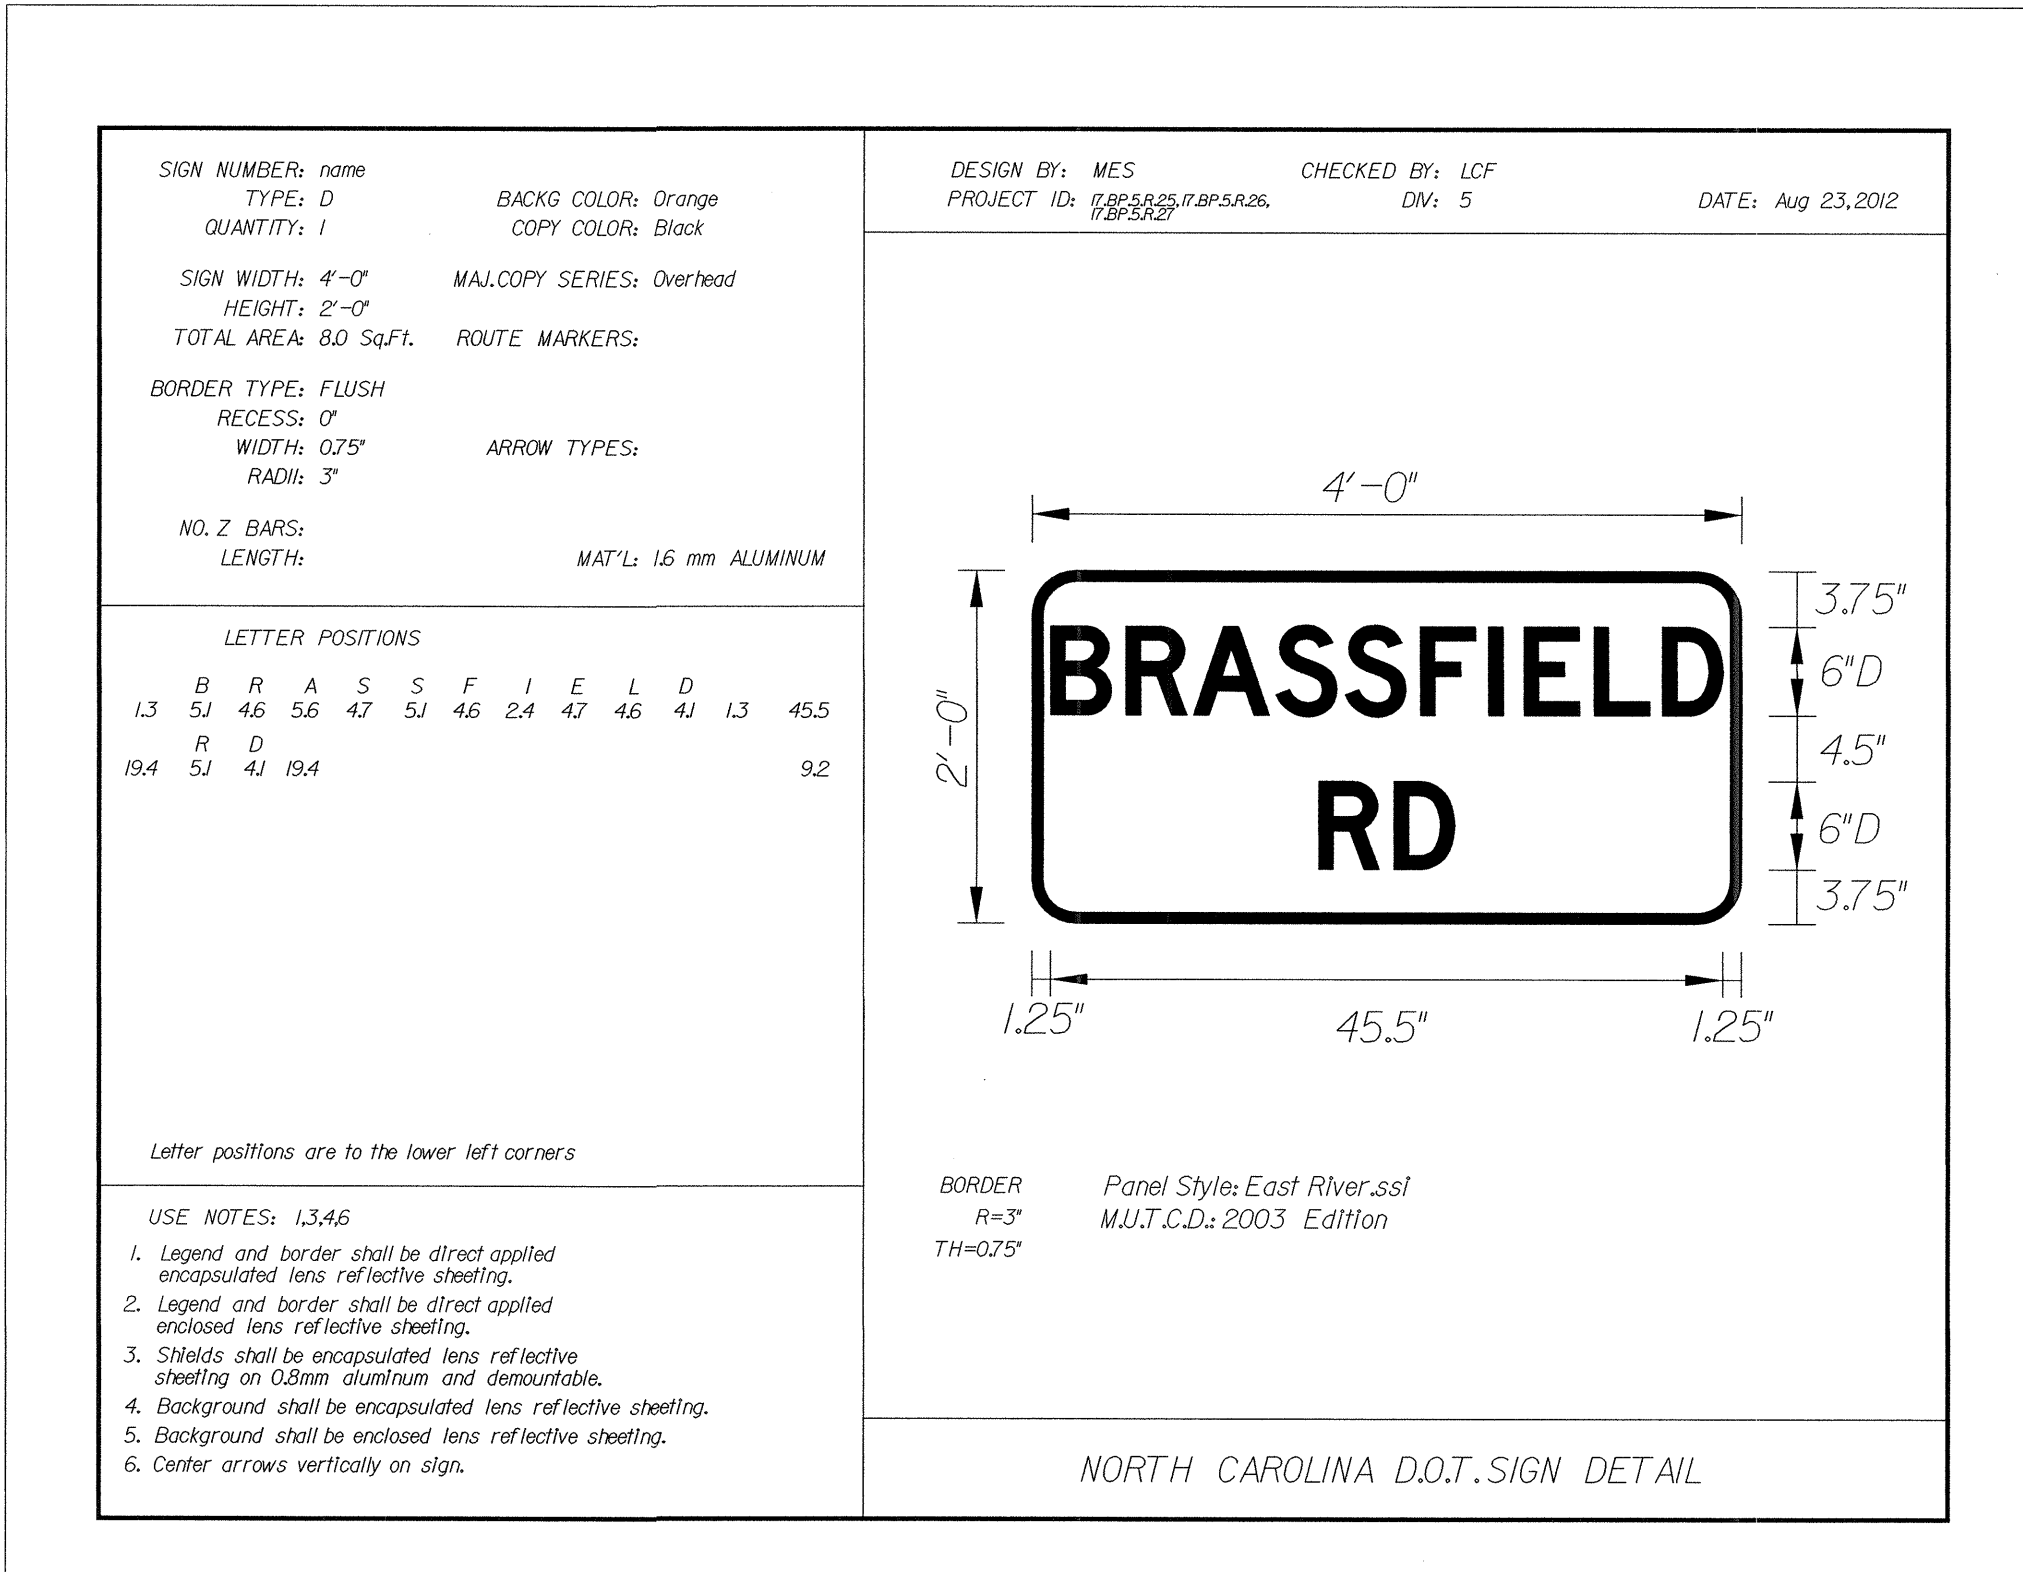 SIGN NUMBER: name
TYPE: D BACKG COLOR: Orange
QUANTITY: 1 COPY COLOR: Black
SIGN WIDTH: 4'-0" MAJ. COPY SERIES: Overhead
HEIGHT: 2'-0"
TOTAL AREA: 8.0 Sq.Ft. ROUTE MARKERS:
BORDER TYPE: FLUSH
RECESS: 0"
WIDTH: 0.75" ARROW TYPES:
RADII: 3"
NO. Z BARS:
LENGTH: MAT'L: 1.6 mm ALUMINUM
LETTER POSITIONS
B R A S S F I E L D
1.3 5.1 4.6 5.6 4.7 5.1 4.6 2.4 4.7 4.6 4.1 1.3 45.5
R D
19.4 5.1 4.1 19.4 9.2
Letter positions are to the lower left corners
USE NOTES: 1,3,4,6
1. Legend and border shall be direct applied
encapsulated lens reflective sheeting.
2. Legend and border shall be direct applied
enclosed lens reflective sheeting.
3. Shields shall be encapsulated lens reflective
sheeting on 0.8mm aluminum and demountable.
4. Background shall be encapsulated lens reflective sheeting.
5. Background shall be enclosed lens reflective sheeting.
6. Center arrows vertically on sign.
DESIGN BY: MES CHECKED BY: LCF
PROJECT ID: 17.BP.5.R.25, 17.BP.5.R.26, DIV: 5 DATE: Aug 23, 2012
17.BP.5.R.27
4'-0"
2'-0"
BRASSFIELD
RD
3.75"
6"D
4.5"
6"D
3.75"
1.25" 45.5" 1.25"
BORDER Panel Style: East River.ssi
R=3" M.U.T.C.D.: 2003 Edition
TH=0.75"
NORTH CAROLINA D.O.T. SIGN DETAIL